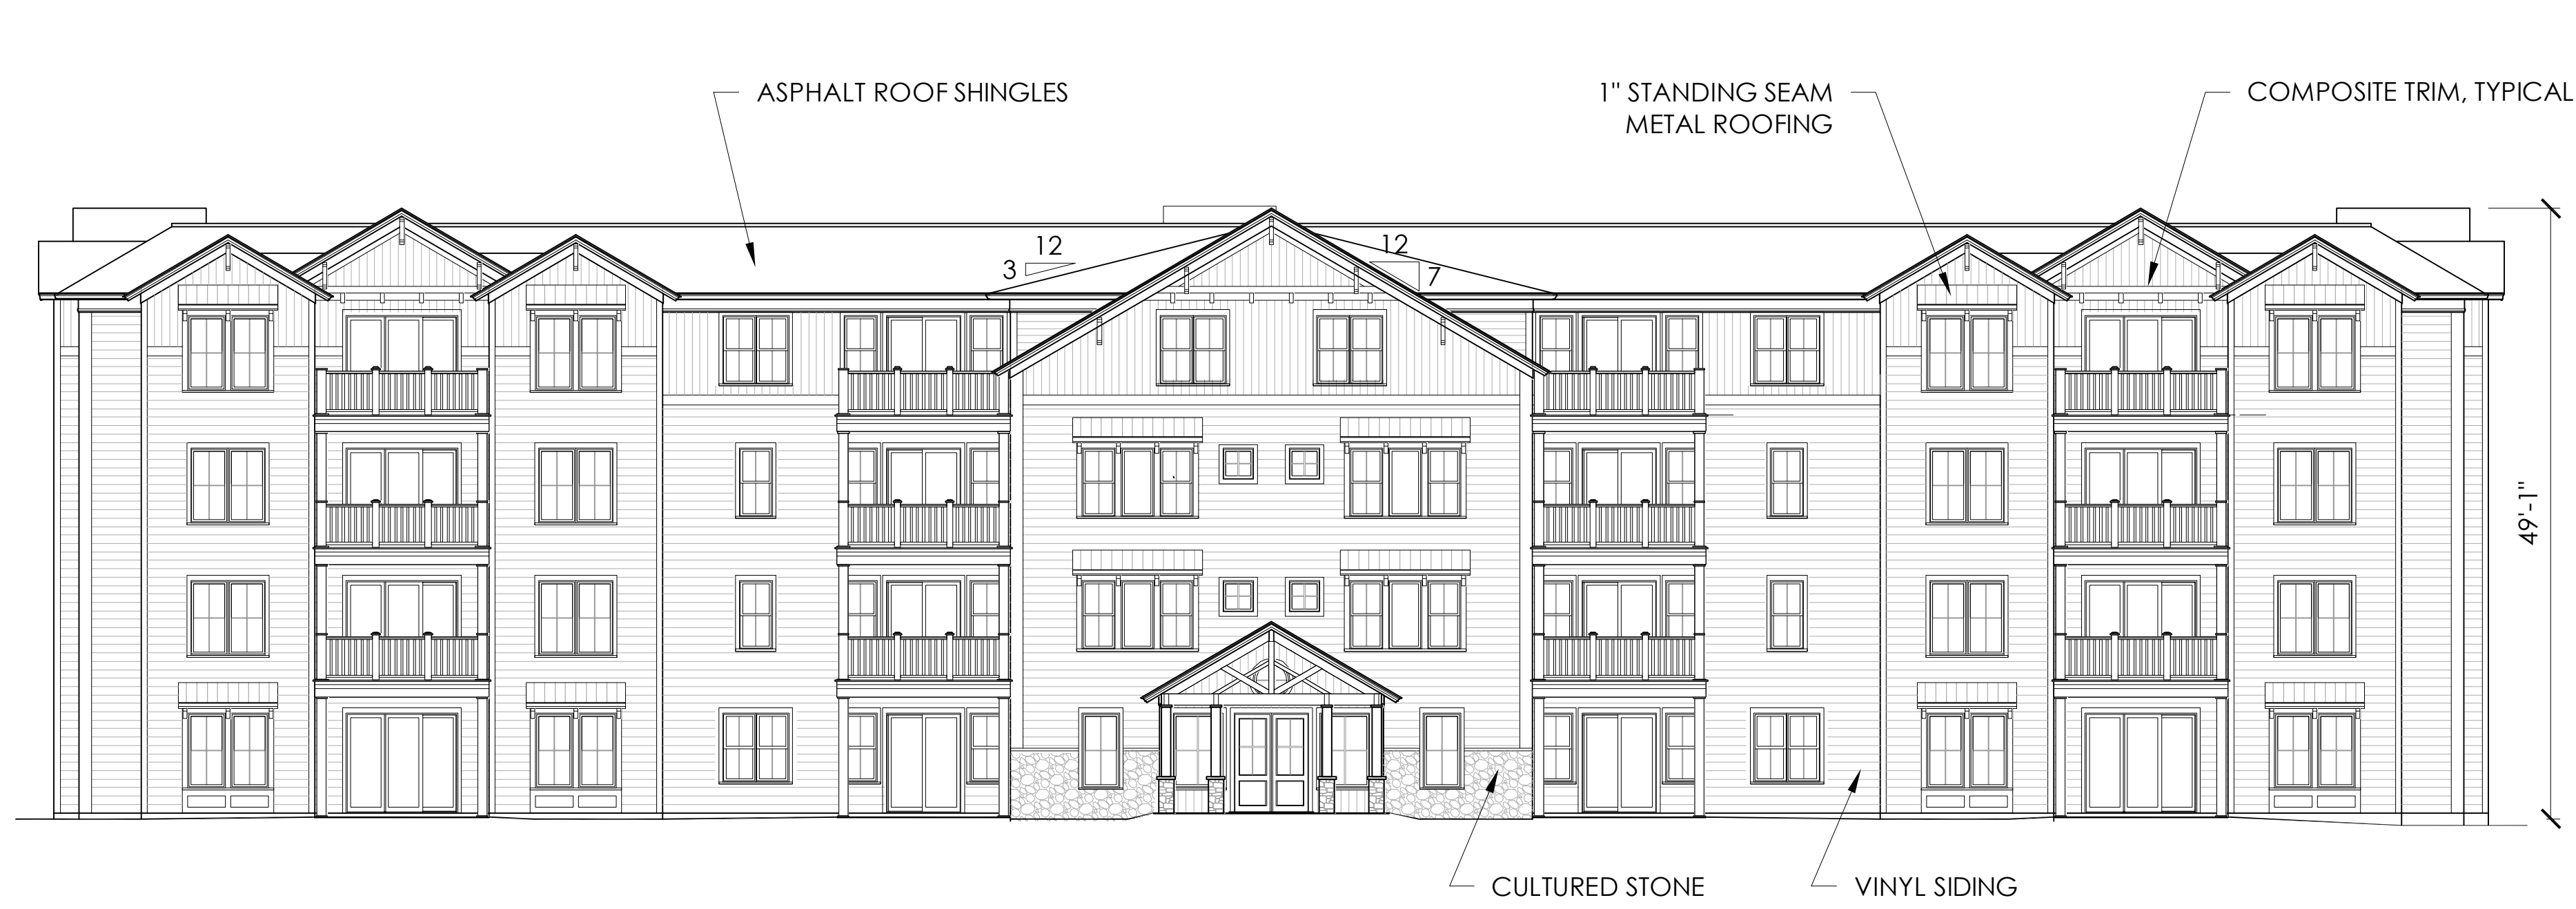 ASPHALT ROOF SHINGLES
1" STANDING SEAM
METAL ROOFING
COMPOSITE TRIM, TYPICAL
12
3
12
7
49'-1"
CULTURED STONE
VINYL SIDING